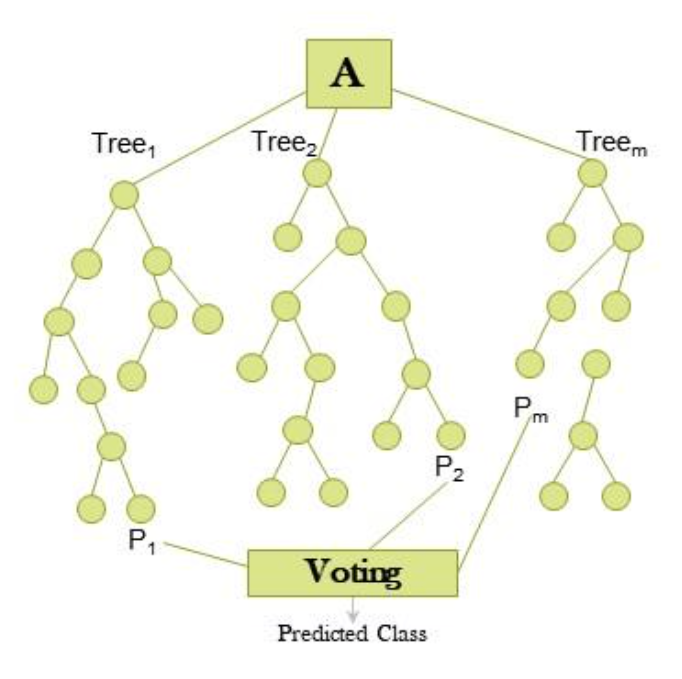 A
Tree₁
Tree₂
Treeₘ
Pₘ
P₂
P₁
Voting
Predicted Class